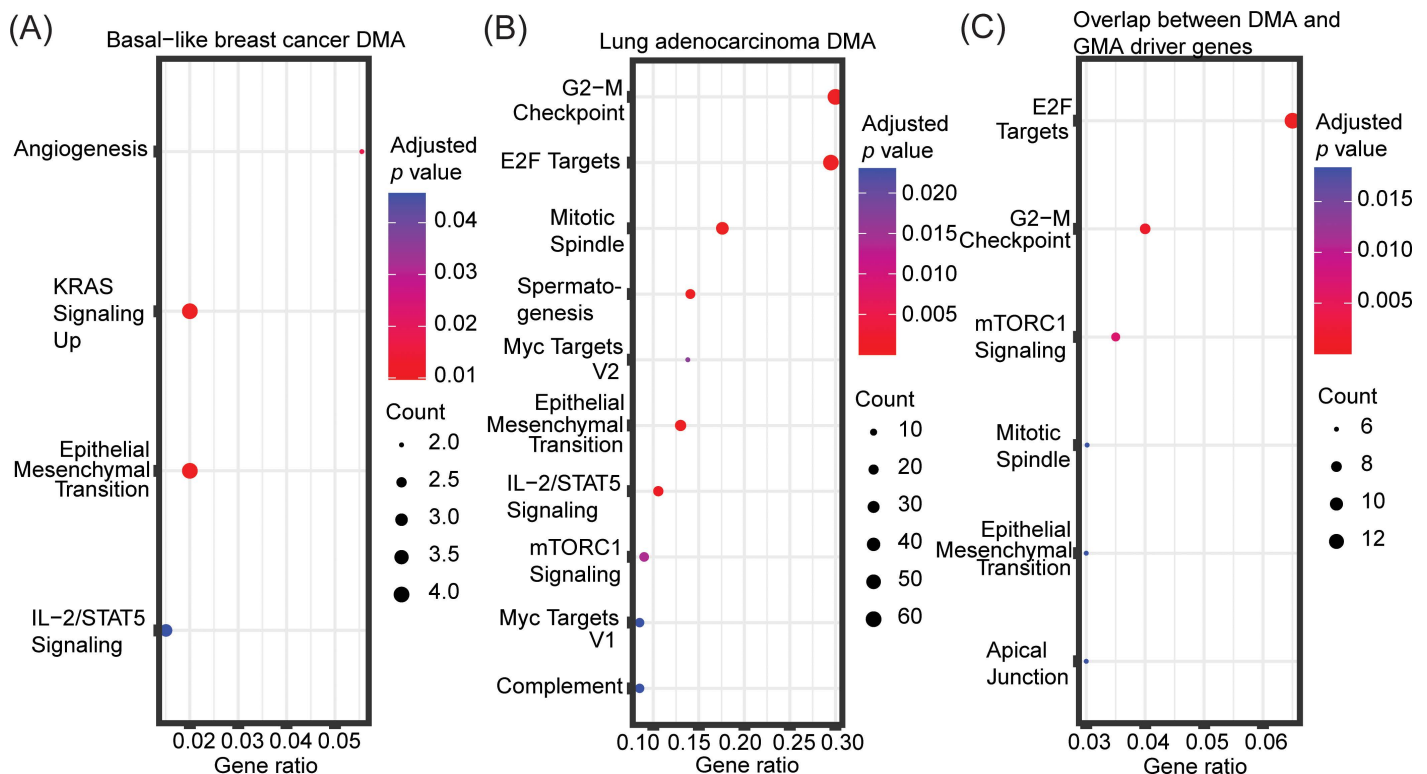 (A)
Basal−like breast cancer DMA
Angiogenesis
KRAS
Signaling
Up
Epithelial
Mesenchymal
Transition
IL−2/STAT5
Signaling
0.02 0.03 0.04 0.05
Gene ratio
Adjusted
p value
0.04
0.03
0.02
0.01
Count
2.0
2.5
3.0
3.5
4.0
(B)
Lung adenocarcinoma DMA
G2−M
Checkpoint
E2F Targets
Mitotic
Spindle
Spermato-
genesis
Myc Targets
V2
Epithelial
Mesenchymal
Transition
IL−2/STAT5
Signaling
mTORC1
Signaling
Myc Targets
V1
Complement
0.10 0.15 0.20 0.25 0.30
Gene ratio
Adjusted
p value
0.020
0.015
0.010
0.005
Count
10
20
30
40
50
60
(C)
Overlap between DMA and
GMA driver genes
E2F
Targets
G2−M
Checkpoint
mTORC1
Signaling
Mitotic
Spindle
Epithelial
Mesenchymal
Transition
Apical
Junction
0.03 0.04 0.05 0.06
Gene ratio
Adjusted
p value
0.015
0.010
0.005
Count
6
8
10
12